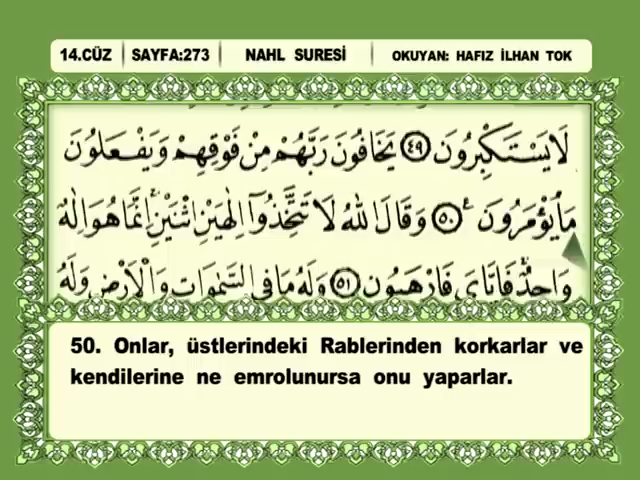 14.CÜZ SAYFA:273 NAHL SURESİ OKUYAN: HAFIZ İLHAN TOK
لَا يَسْتَكْبِرُونَ ﴿٤٩﴾ يَخَافُونَ رَبَّهُمْ مِنْ فَوْقِهِمْ وَيَفْعَلُونَ
مَا يُؤْمَرُونَ ﴿٥٠﴾ وَقَالَ اللّٰهُ لَا تَتَّخِذُٓوا اِلٰهَيْنِ اثْنَيْنِۚ اِنَّمَا هُوَ اِلٰهٌ
وَاحِدٌۚ فَاِيَّايَ فَارْهَبُونِ ﴿٥١﴾ وَلَهُ مَا فِي السَّمٰوَاتِ وَالْاَرْضِ وَلَهُ
50. Onlar, üstlerindeki Rablerinden korkarlar ve
kendilerine ne emrolunursa onu yaparlar.